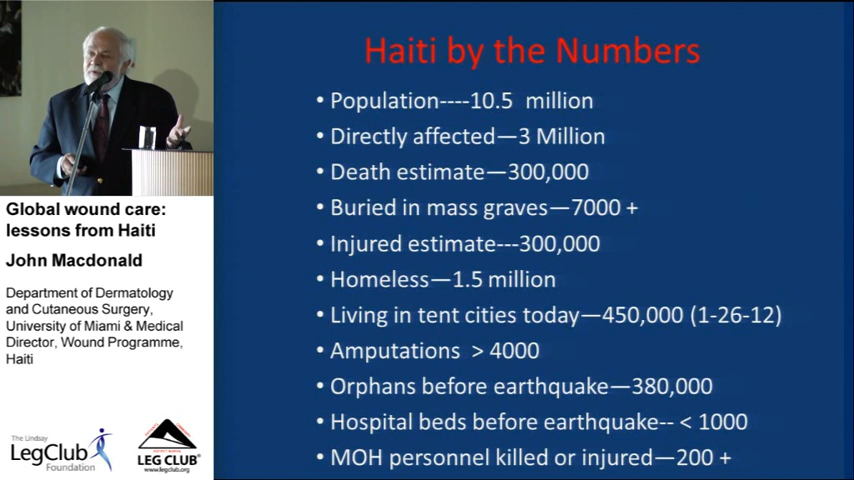 Haiti by the Numbers
• Population----10.5 million
• Directly affected—3 Million
• Death estimate—300,000
• Buried in mass graves—7000 +
• Injured estimate---300,000
• Homeless—1.5 million
• Living in tent cities today—450,000 (1-26-12)
• Amputations > 4000
• Orphans before earthquake—380,000
• Hospital beds before earthquake-- < 1000
• MOH personnel killed or injured—200 +
Global wound care:
lessons from Haiti
John Macdonald
Department of Dermatology
and Cutaneous Surgery,
University of Miami & Medical
Director, Wound Programme,
Haiti
The Lindsay
LegClub
Foundation
LEG CLUB®
www.legclub.org